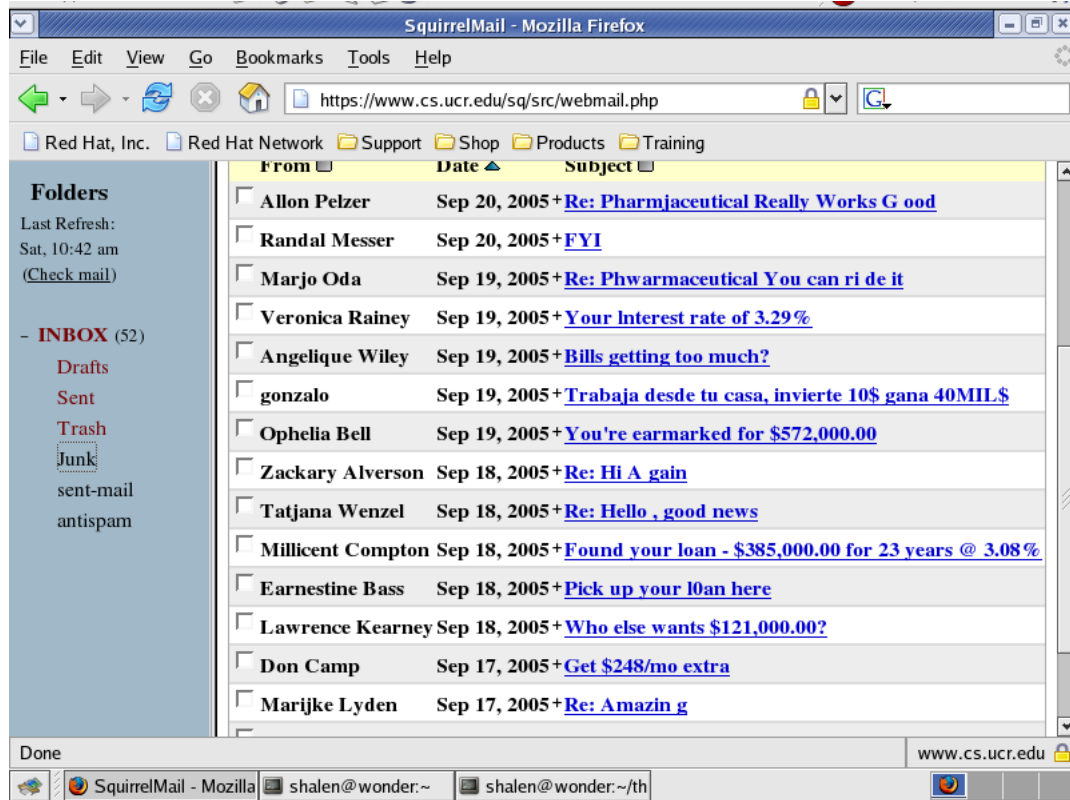 SquirrelMail - Mozilla Firefox
File Edit View Go Bookmarks Tools Help
https://www.cs.ucr.edu/sq/src/webmail.php
Red Hat, Inc. Red Hat Network Support Shop Products Training
Folders
Last Refresh:
Sat, 10:42 am
(Check mail)
– INBOX (52)
Drafts
Sent
Trash
Junk
sent-mail
antispam
From Date Subject
Allon Pelzer Sep 20, 2005 + Re: Pharmjaceutical Really Works G ood
Randal Messer Sep 20, 2005 + FYI
Marjo Oda Sep 19, 2005 + Re: Phwarmaceutical You can ri de it
Veronica Rainey Sep 19, 2005 + Your lnterest rate of 3.29%
Angelique Wiley Sep 19, 2005 + Bills getting too much?
gonzalo Sep 19, 2005 + Trabaja desde tu casa, invierte 10$ gana 40MIL$
Ophelia Bell Sep 19, 2005 + You're earmarked for $572,000.00
Zackary Alverson Sep 18, 2005 + Re: Hi A gain
Tatjana Wenzel Sep 18, 2005 + Re: Hello , good news
Millicent Compton Sep 18, 2005 + Found your loan - $385,000.00 for 23 years @ 3.08%
Earnestine Bass Sep 18, 2005 + Pick up your l0an here
Lawrence Kearney Sep 18, 2005 + Who else wants $121,000.00?
Don Camp Sep 17, 2005 + Get $248/mo extra
Marijke Lyden Sep 17, 2005 + Re: Amazin g
Done www.cs.ucr.edu
SquirrelMail - Mozilla shalen@wonder:~ shalen@wonder:~/th